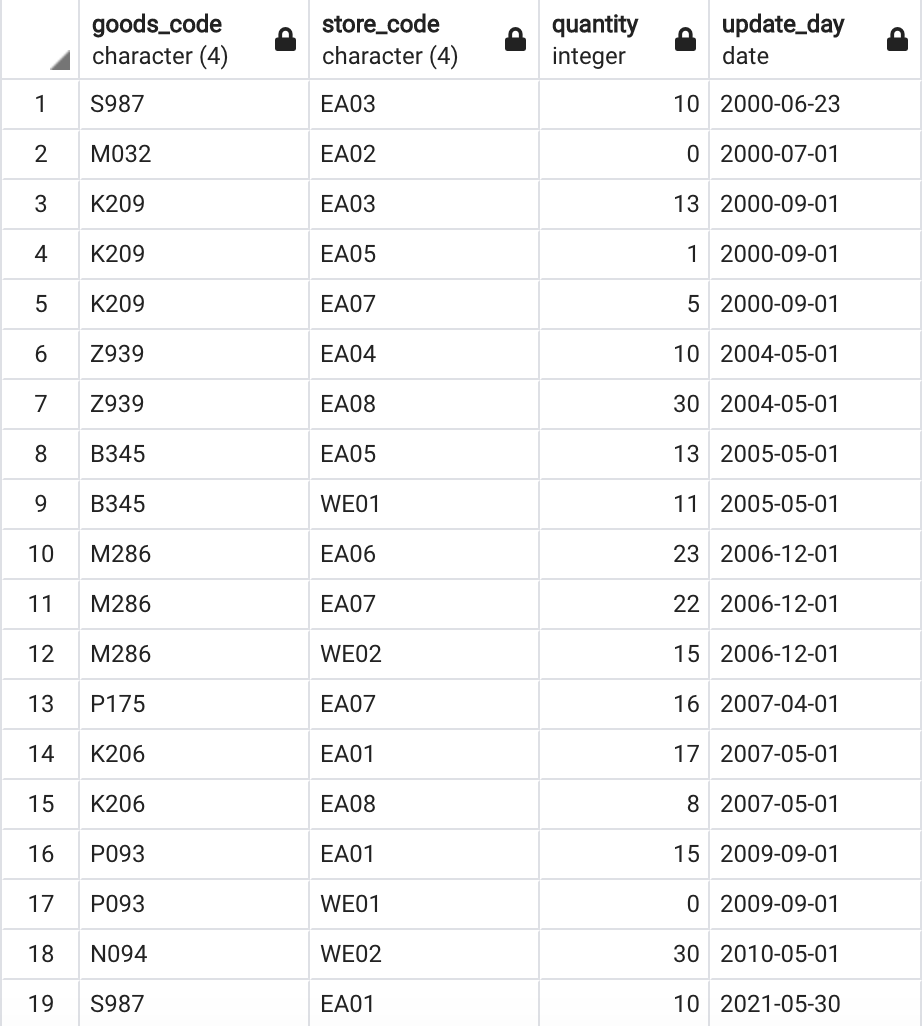 goods_code store_code quantity update_day
character (4) character (4) integer date
1 S987 EA03 10 2000-06-23
2 M032 EA02 0 2000-07-01
3 K209 EA03 13 2000-09-01
4 K209 EA05 1 2000-09-01
5 K209 EA07 5 2000-09-01
6 Z939 EA04 10 2004-05-01
7 Z939 EA08 30 2004-05-01
8 B345 EA05 13 2005-05-01
9 B345 WE01 11 2005-05-01
10 M286 EA06 23 2006-12-01
11 M286 EA07 22 2006-12-01
12 M286 WE02 15 2006-12-01
13 P175 EA07 16 2007-04-01
14 K206 EA01 17 2007-05-01
15 K206 EA08 8 2007-05-01
16 P093 EA01 15 2009-09-01
17 P093 WE01 0 2009-09-01
18 N094 WE02 30 2010-05-01
19 S987 EA01 10 2021-05-30